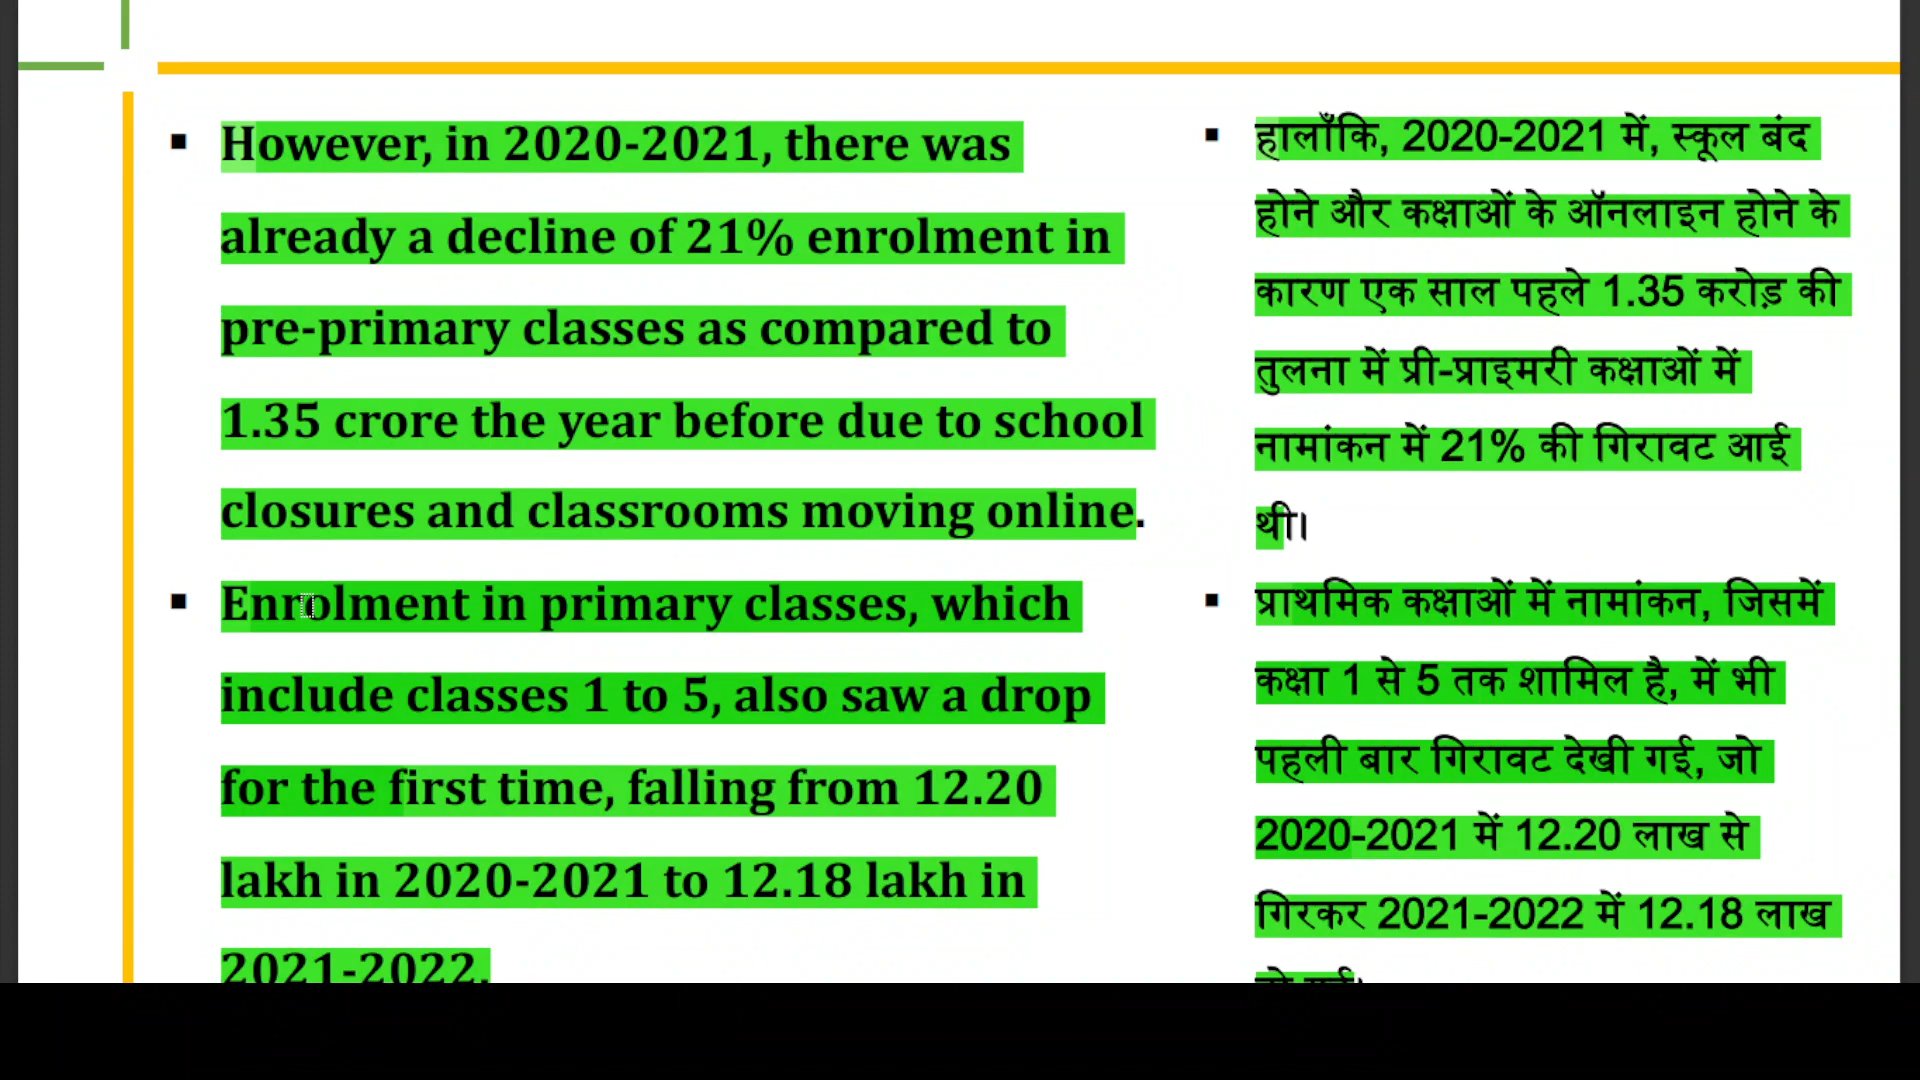 However, in 2020-2021, there was
already a decline of 21% enrolment in
pre-primary classes as compared to
1.35 crore the year before due to school
closures and classrooms moving online.
Enrolment in primary classes, which
include classes 1 to 5, also saw a drop
for the first time, falling from 12.20
lakh in 2020-2021 to 12.18 lakh in
2021-2022.
हालाँकि, 2020-2021 में, स्कूल बंद
होने और कक्षाओं के ऑनलाइन होने के
कारण एक साल पहले 1.35 करोड़ की
तुलना में प्री-प्राइमरी कक्षाओं में
नामांकन में 21% की गिरावट आई
थी।
प्राथमिक कक्षाओं में नामांकन, जिसमें
कक्षा 1 से 5 तक शामिल है, में भी
पहली बार गिरावट देखी गई, जो
2020-2021 में 12.20 लाख से
गिरकर 2021-2022 में 12.18 लाख